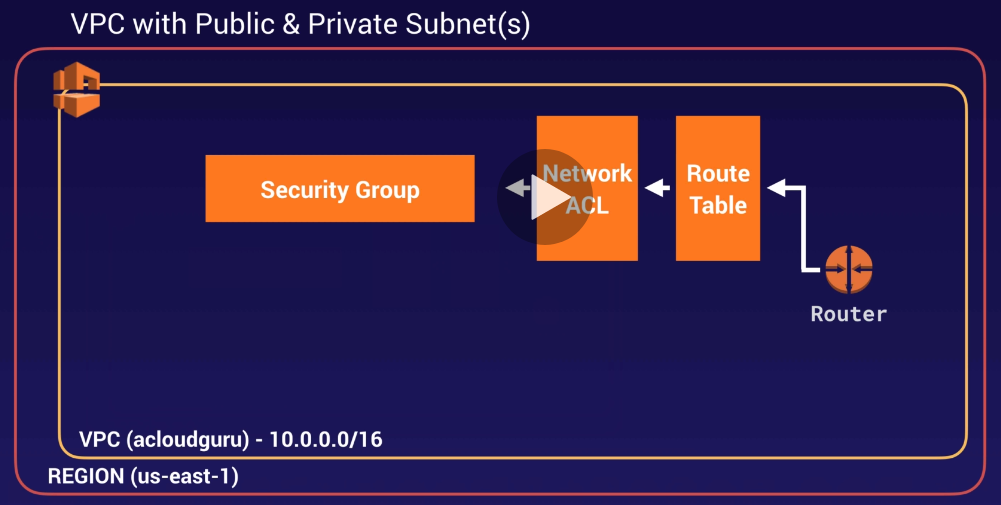 VPC with Public & Private Subnet(s)
Security Group
Network
ACL
Route
Table
Router
VPC (acloudguru) - 10.0.0.0/16
REGION (us-east-1)